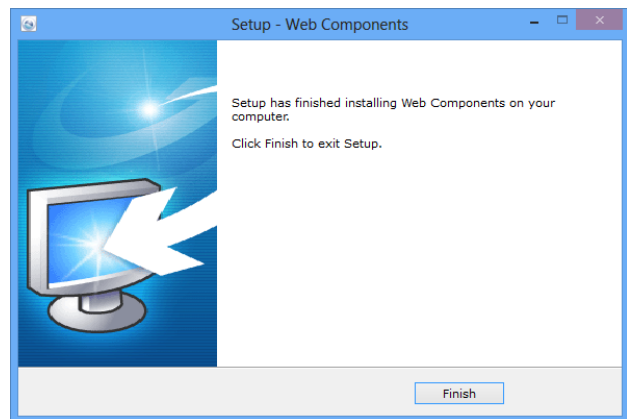 Setup - Web Components
Setup has finished installing Web Components on your
computer.
Click Finish to exit Setup.
Finish